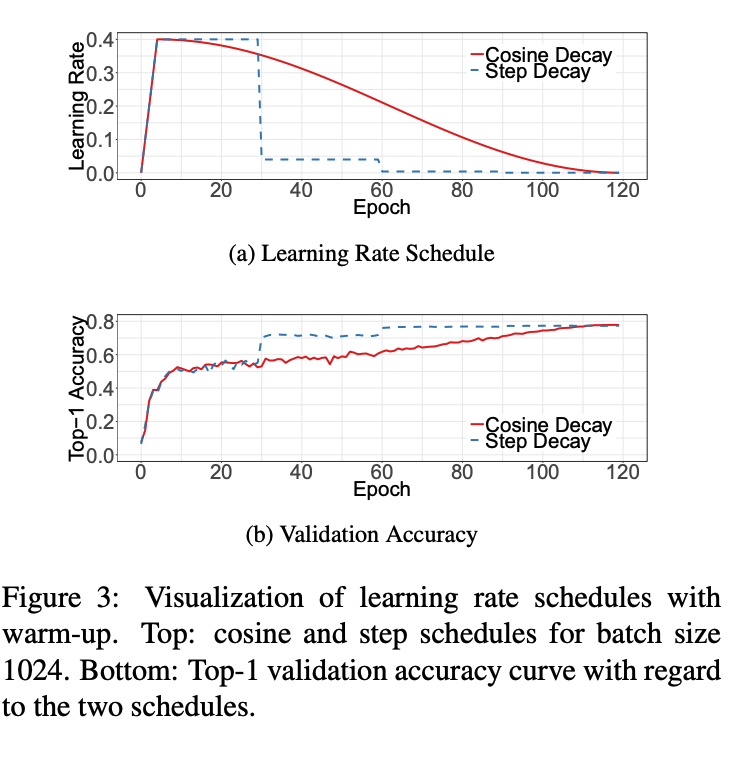 Learning Rate
0.4
0.3
0.2
0.1
0.0
Cosine Decay
Step Decay
0 20 40 60 80 100 120
Epoch
(a) Learning Rate Schedule
Top−1 Accuracy
0.8
0.6
0.4
0.2
0.0
Cosine Decay
Step Decay
0 20 40 60 80 100 120
Epoch
(b) Validation Accuracy
Figure 3: Visualization of learning rate schedules with
warm-up. Top: cosine and step schedules for batch size
1024. Bottom: Top-1 validation accuracy curve with regard
to the two schedules.